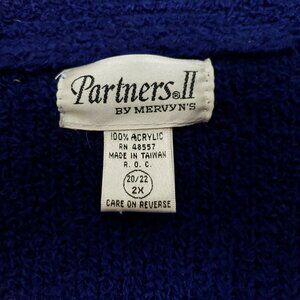 Partners® II
BY MERVYN'S
100% ACRYLIC
RN 48557
MADE IN TAIWAN
R. O. C.
20/22
2X
CARE ON REVERSE